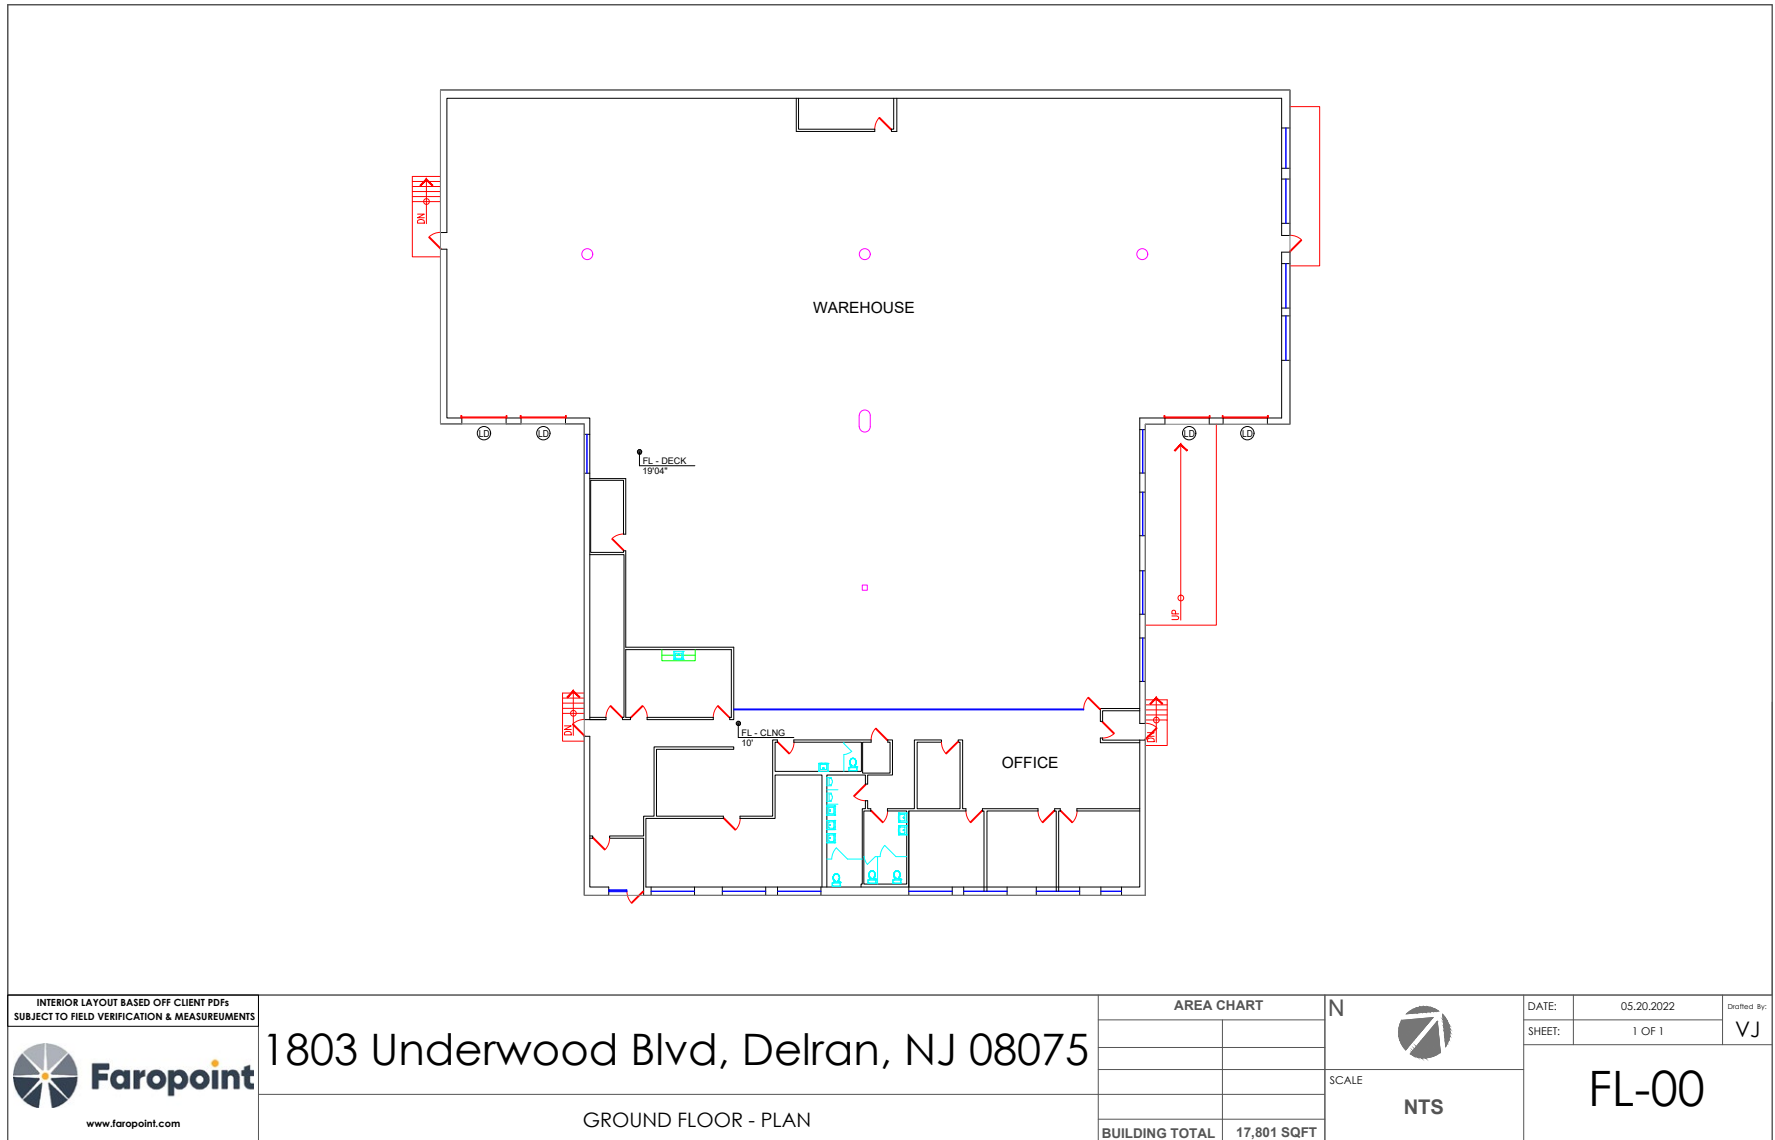 DN
WAREHOUSE
LD
LD
LD
LD
FL - DECK
19'04"
UP
DN
FL - CLNG
10'
DN
OFFICE
INTERIOR LAYOUT BASED OFF CLIENT PDFs
SUBJECT TO FIELD VERIFICATION & MEASUREUMENTS
Faropoint
www.faropoint.com
1803 Underwood Blvd, Delran, NJ 08075
GROUND FLOOR - PLAN
AREA CHART
BUILDING TOTAL 17,801 SQFT
N
SCALE
NTS
DATE: 05.20.2022
SHEET: 1 OF 1
Drafted By:
VJ
FL-00